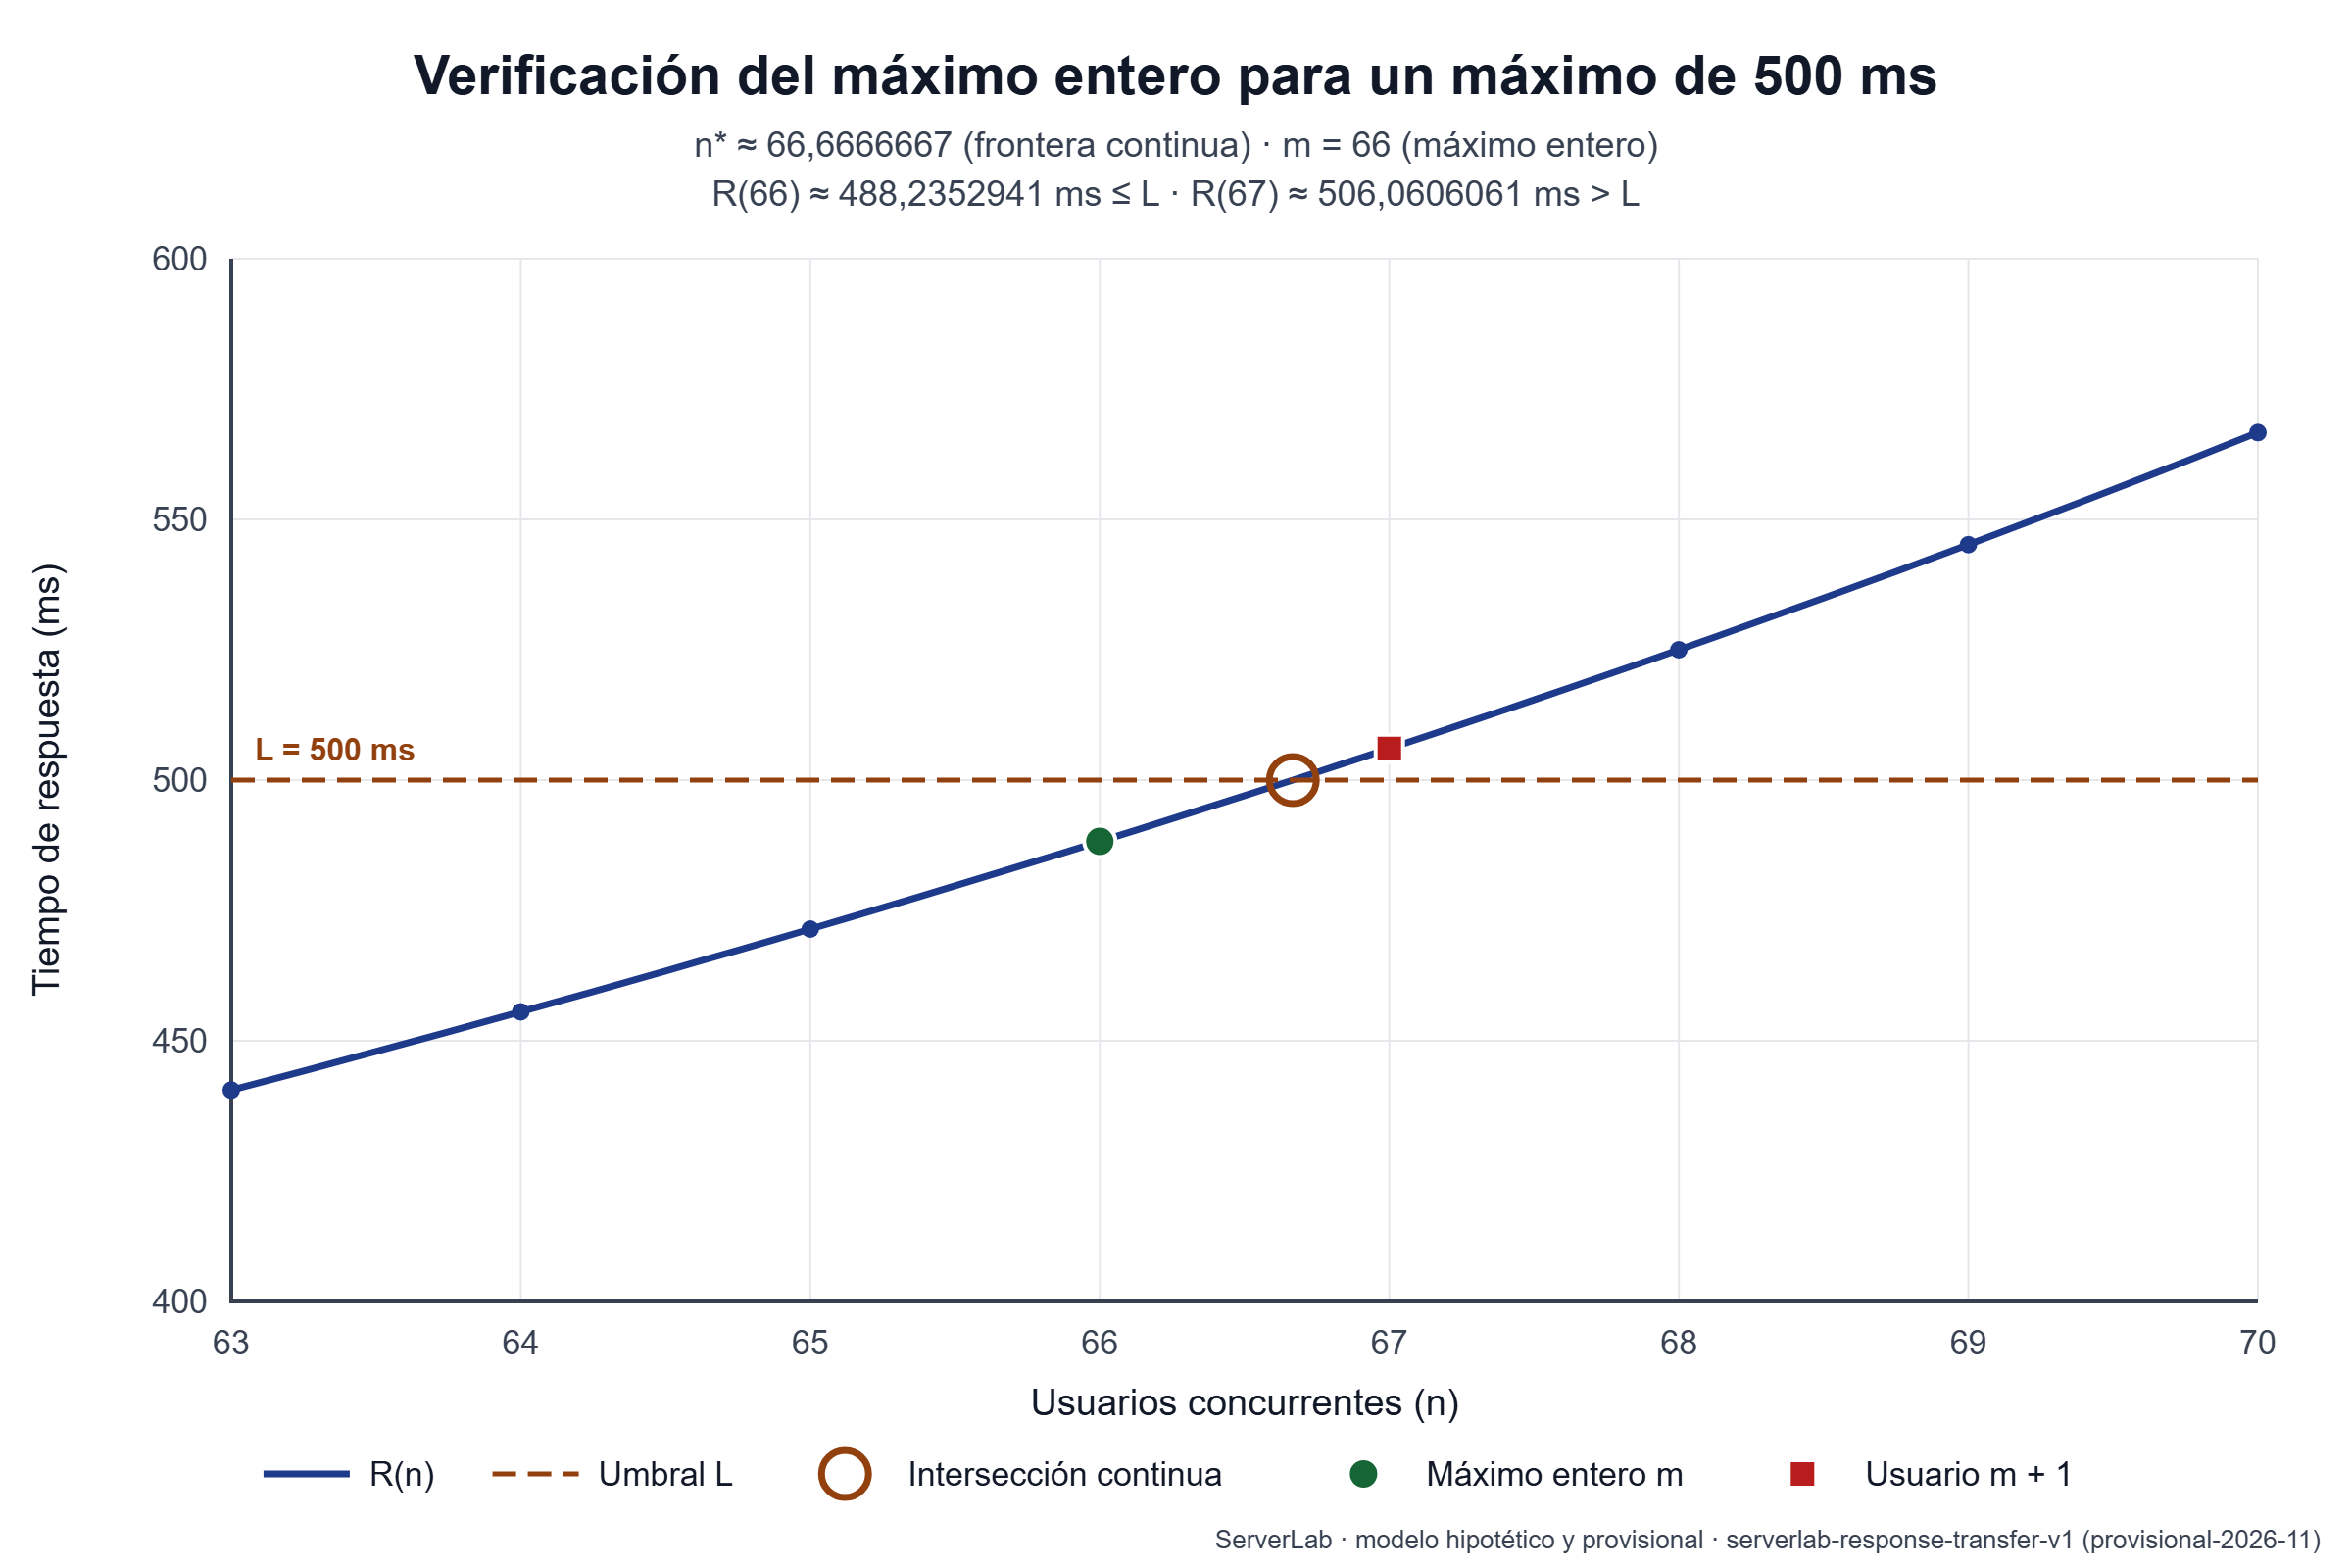 Verificación del máximo entero para un máximo de 500 ms
n* ≈ 66,6666667 (frontera continua) · m = 66 (máximo entero)
R(66) ≈ 488,2352941 ms ≤ L · R(67) ≈ 506,0606061 ms > L
600
550
500
450
400
Tiempo de respuesta (ms)
L = 500 ms
63 64 65 66 67 68 69 70
Usuarios concurrentes (n)
R(n) Umbral L Intersección continua Máximo entero m Usuario m + 1
ServerLab · modelo hipotético y provisional · serverlab-response-transfer-v1 (provisional-2026-11)